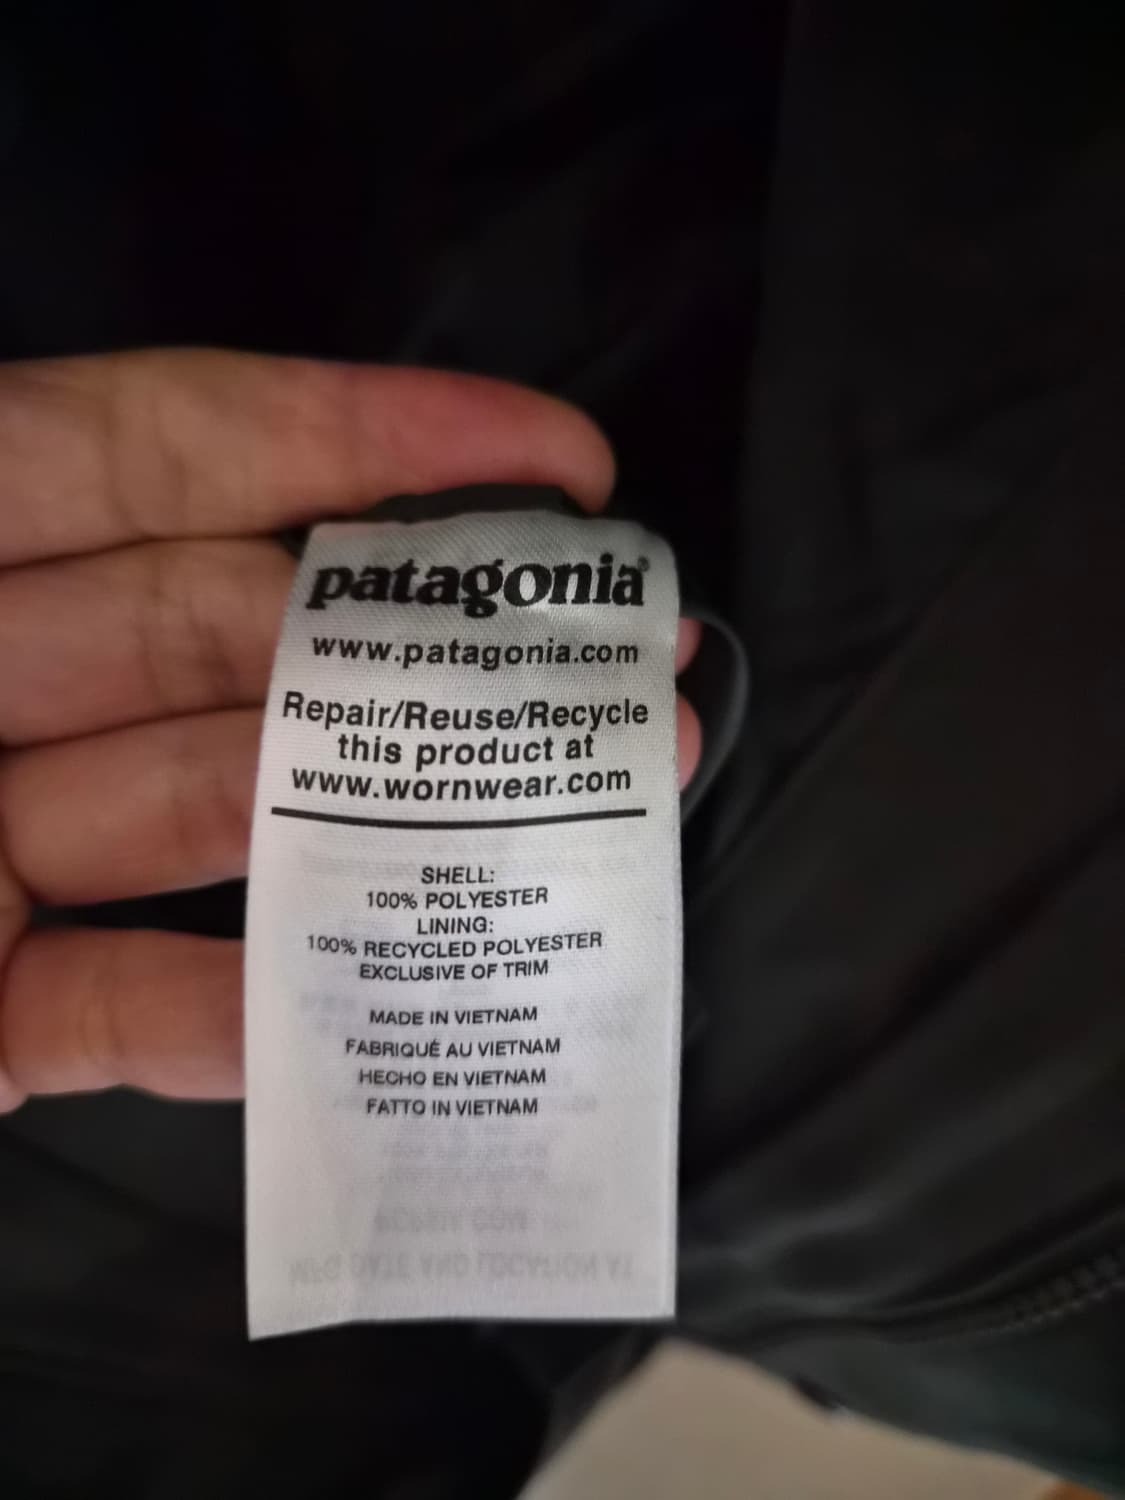 patagonia®
www.patagonia.com
Repair/Reuse/Recycle
this product at
www.wornwear.com
SHELL:
100% POLYESTER
LINING:
100% RECYCLED POLYESTER
EXCLUSIVE OF TRIM
MADE IN VIETNAM
FABRIQUÉ AU VIETNAM
HECHO EN VIETNAM
FATTO IN VIETNAM